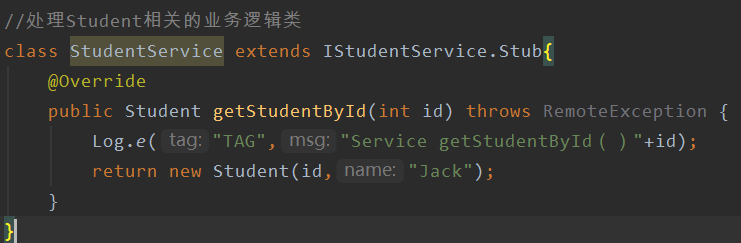 //处理Student相关的业务逻辑类
class StudentService extends IStudentService.Stub{
@Override
public Student getStudentById(int id) throws RemoteException {
Log.e( tag: "TAG", msg: "Service getStudentById ( ) "+id);
return new Student(id, name: "Jack");
}
}